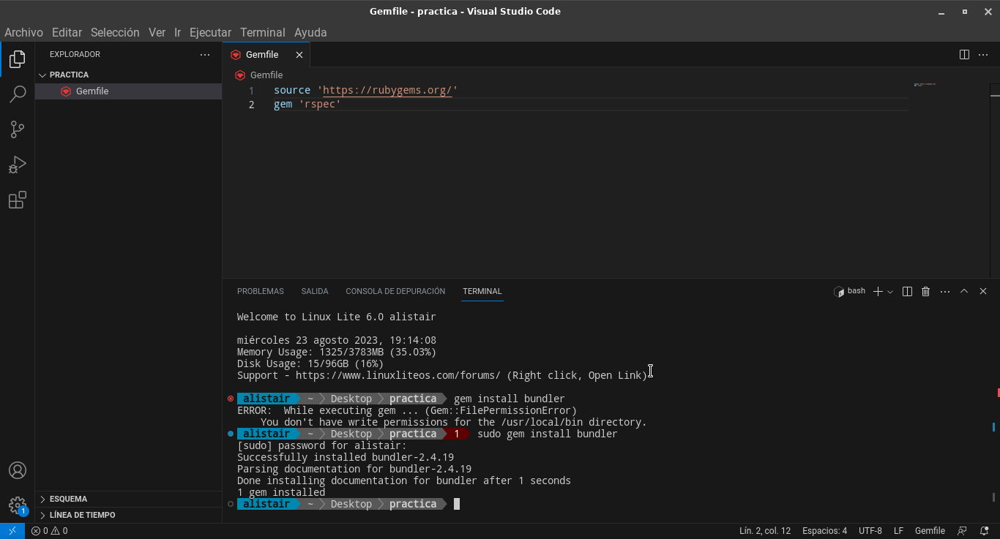 Gemfile - practica - Visual Studio Code
Archivo Editar Selección Ver Ir Ejecutar Terminal Ayuda
EXPLORADOR
PRACTICA
Gemfile
ESQUEMA
LÍNEA DE TIEMPO
1
Gemfile
Gemfile
1 source 'https://rubygems.org/'
2 gem 'rspec'
PROBLEMAS SALIDA CONSOLA DE DEPURACIÓN TERMINAL
bash
Welcome to Linux Lite 6.0 alistair
miércoles 23 agosto 2023, 19:14:08
Memory Usage: 1325/3783MB (35.03%)
Disk Usage: 15/96GB (16%)
Support - https://www.linuxliteos.com/forums/ (Right click, Open Link)
alistair ~ Desktop practica gem install bundler
ERROR:  While executing gem ... (Gem::FilePermissionError)
    You don't have write permissions for the /usr/local/bin directory.
alistair ~ Desktop practica 1 sudo gem install bundler
[sudo] password for alistair:
Successfully installed bundler-2.4.19
Parsing documentation for bundler-2.4.19
Done installing documentation for bundler after 1 seconds
1 gem installed
alistair ~ Desktop practica
0 0 Lín. 2, col. 12 Espacios: 4 UTF-8 LF Gemfile